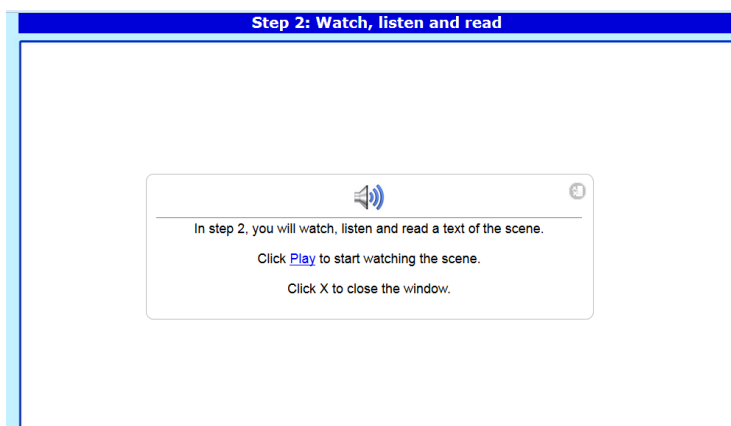 Step 2: Watch, listen and read
In step 2, you will watch, listen and read a text of the scene.
Click Play to start watching the scene.
Click X to close the window.